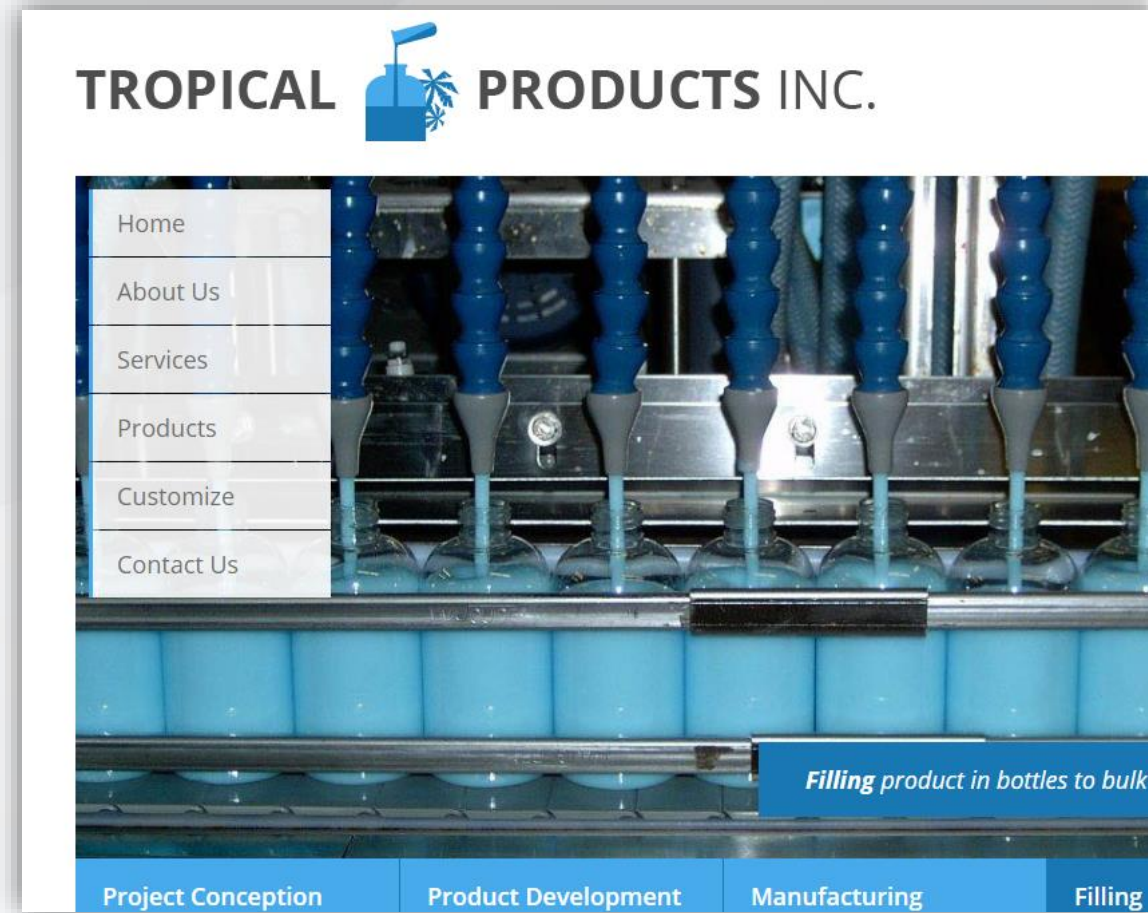 TROPICAL PRODUCTS INC.
Home
About Us
Services
Products
Customize
Contact Us
Filling product in bottles to bulk
Project Conception
Product Development
Manufacturing
Filling